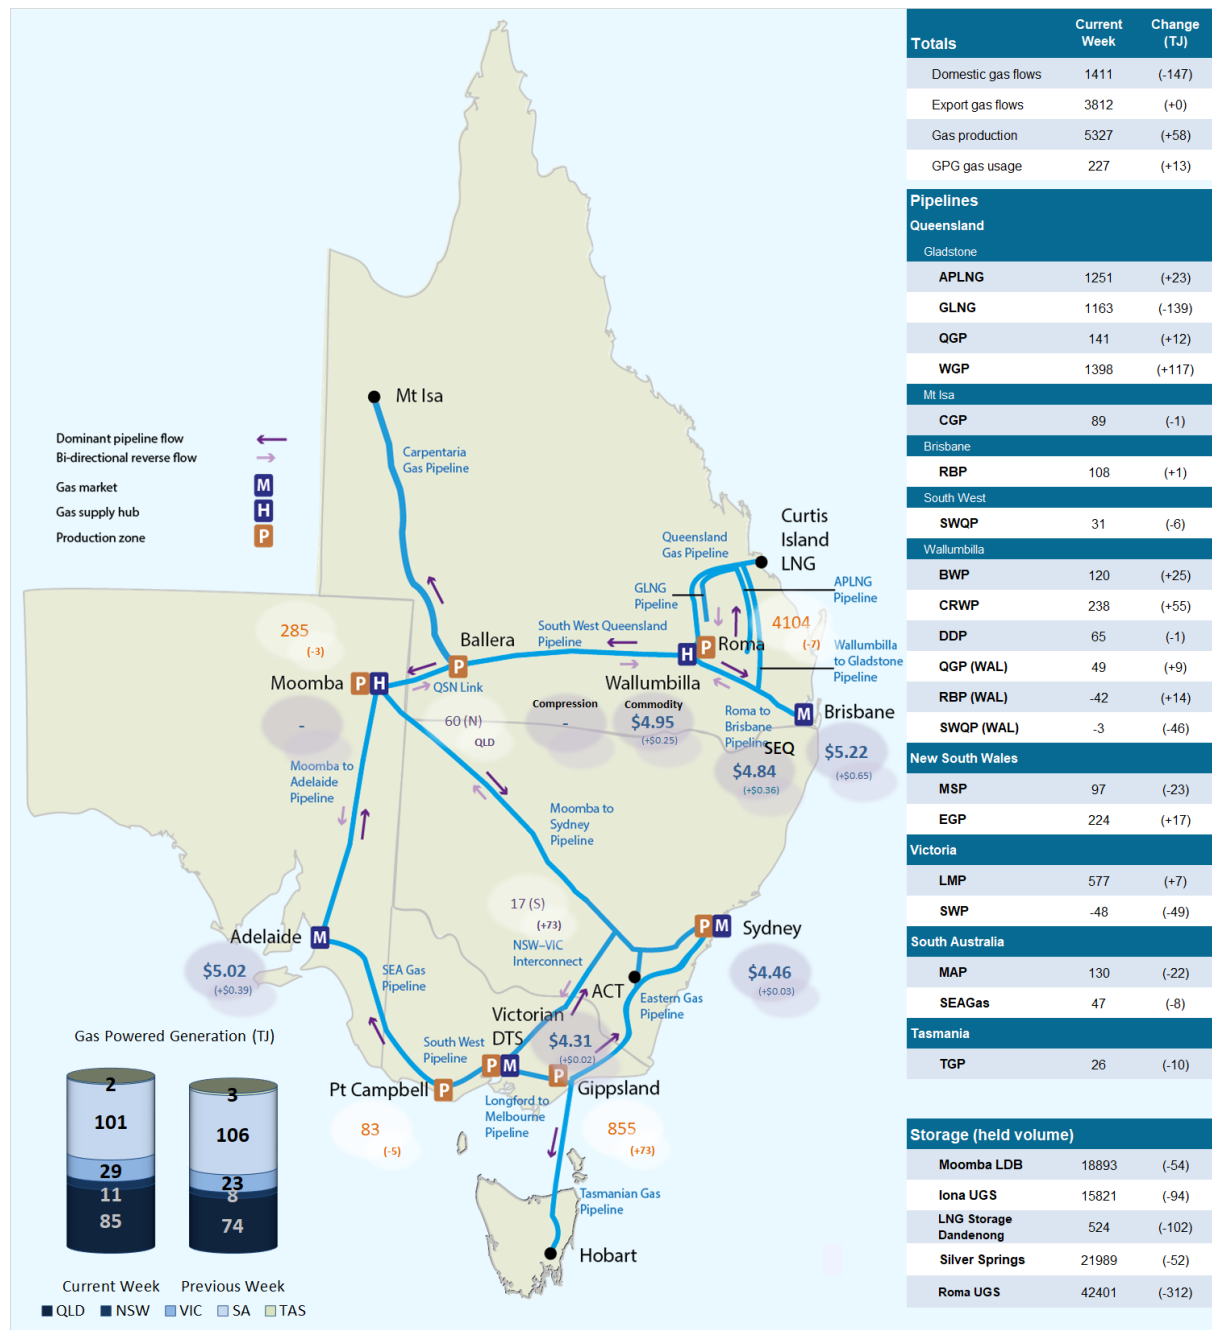 Totals Current Week Change (TJ)
Domestic gas flows 1411 (-147)
Export gas flows 3812 (+0)
Gas production 5327 (+58)
GPG gas usage 227 (+13)
Pipelines
Queensland
Gladstone
APLNG 1251 (+23)
GLNG 1163 (-139)
QGP 141 (+12)
WGP 1398 (+117)
Mt Isa
CGP 89 (-1)
Brisbane
RBP 108 (+1)
South West
SWQP 31 (-6)
Wallumbilla
BWP 120 (+25)
CRWP 238 (+55)
DDP 65 (-1)
QGP (WAL) 49 (+9)
RBP (WAL) -42 (+14)
SWQP (WAL) -3 (-46)
New South Wales
MSP 97 (-23)
EGP 224 (+17)
Victoria
LMP 577 (+7)
SWP -48 (-49)
South Australia
MAP 130 (-22)
SEAGas 47 (-8)
Tasmania
TGP 26 (-10)
Storage (held volume)
Moomba LDB 18893 (-54)
Iona UGS 15821 (-94)
LNG Storage
Dandenong 524 (-102)
Silver Springs 21989 (-52)
Roma UGS 42401 (-312)
Mt Isa
Carpentaria
Gas Pipeline
Dominant pipeline flow
Bi-directional reverse flow
Gas market M
Gas supply hub H
Production zone P
Curtis
Island
LNG
Queensland
Gas Pipeline
GLNG
Pipeline
APLNG
Pipeline
4104
(-7)
Wallumbilla
to Gladstone
Pipeline
South West Queensland
Pipeline
Ballera
P
QSN Link
H P Roma
Wallumbilla
285
(-3)
Moomba P H
-
60 (N)
QLD
Compression
-
Commodity
$4.95
(+$0.25)
Roma to
Brisbane
Pipeline
M Brisbane
SEQ
$4.84
(+$0.36)
$5.22
(+$0.65)
Moomba to
Adelaide
Pipeline
Moomba to
Sydney
Pipeline
17 (S)
(+73)
NSW–VIC
Interconnect
P M Sydney
$4.46
(+$0.03)
Adelaide M
$5.02
(+$0.39)
SEA Gas
Pipeline
ACT
Eastern Gas
Pipeline
Victorian
DTS
P M
$4.31
(+$0.02)
South West
Pipeline
Pt Campbell P
83
(-5)
P
Gippsland
855
(+73)
Longford to
Melbourne
Pipeline
Tasmanian Gas
Pipeline
Hobart
Gas Powered Generation (TJ)
2
101
29
11
85
3
106
23
8
74
Current Week Previous Week
QLD NSW VIC SA TAS